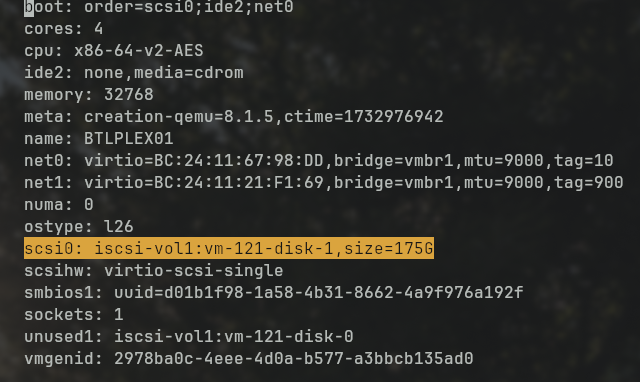 boot: order=scsi0;ide2;net0
cores: 4
cpu: x86-64-v2-AES
ide2: none,media=cdrom
memory: 32768
meta: creation-qemu=8.1.5,ctime=1732976942
name: BTLPLEX01
net0: virtio=BC:24:11:67:98:DD,bridge=vmbr1,mtu=9000,tag=10
net1: virtio=BC:24:11:21:F1:69,bridge=vmbr1,mtu=9000,tag=900
numa: 0
ostype: l26
scsi0: iscsi-vol1:vm-121-disk-1,size=175G
scsihw: virtio-scsi-single
smbios1: uuid=d01b1f98-1a58-4b31-8662-4a9f976a192f
sockets: 1
unused1: iscsi-vol1:vm-121-disk-0
vmgenid: 2978ba0c-4eee-4d0a-b577-a3bbcb135ad0